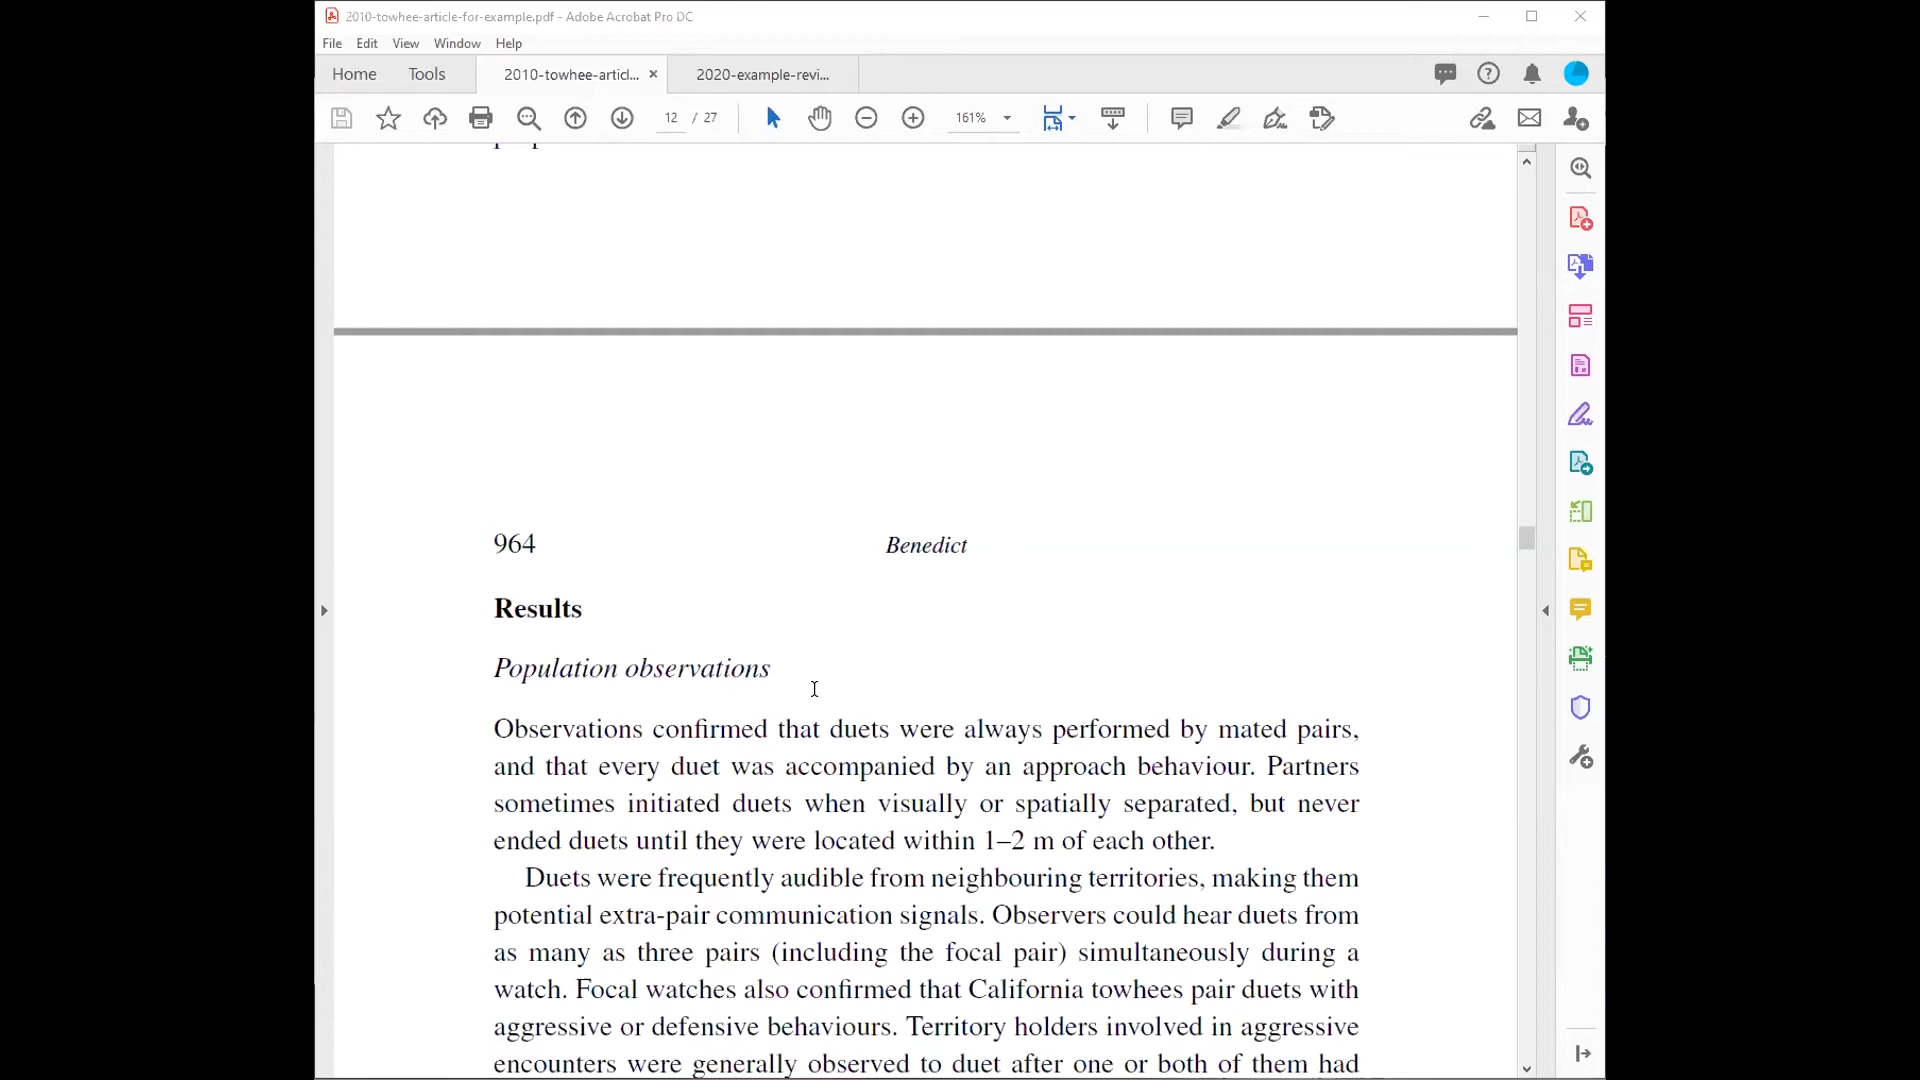 2010-towhee-article-for-example.pdf - Adobe Acrobat Pro DC
File Edit View Window Help
Home Tools 2010-towhee-articl... × 2020-example-revi...
12 / 27 161%
964 Benedict
Results
Population observations
Observations confirmed that duets were always performed by mated pairs,
and that every duet was accompanied by an approach behaviour. Partners
sometimes initiated duets when visually or spatially separated, but never
ended duets until they were located within 1–2 m of each other.
Duets were frequently audible from neighbouring territories, making them
potential extra-pair communication signals. Observers could hear duets from
as many as three pairs (including the focal pair) simultaneously during a
watch. Focal watches also confirmed that California towhees pair duets with
aggressive or defensive behaviours. Territory holders involved in aggressive
encounters were generally observed to duet after one or both of them had